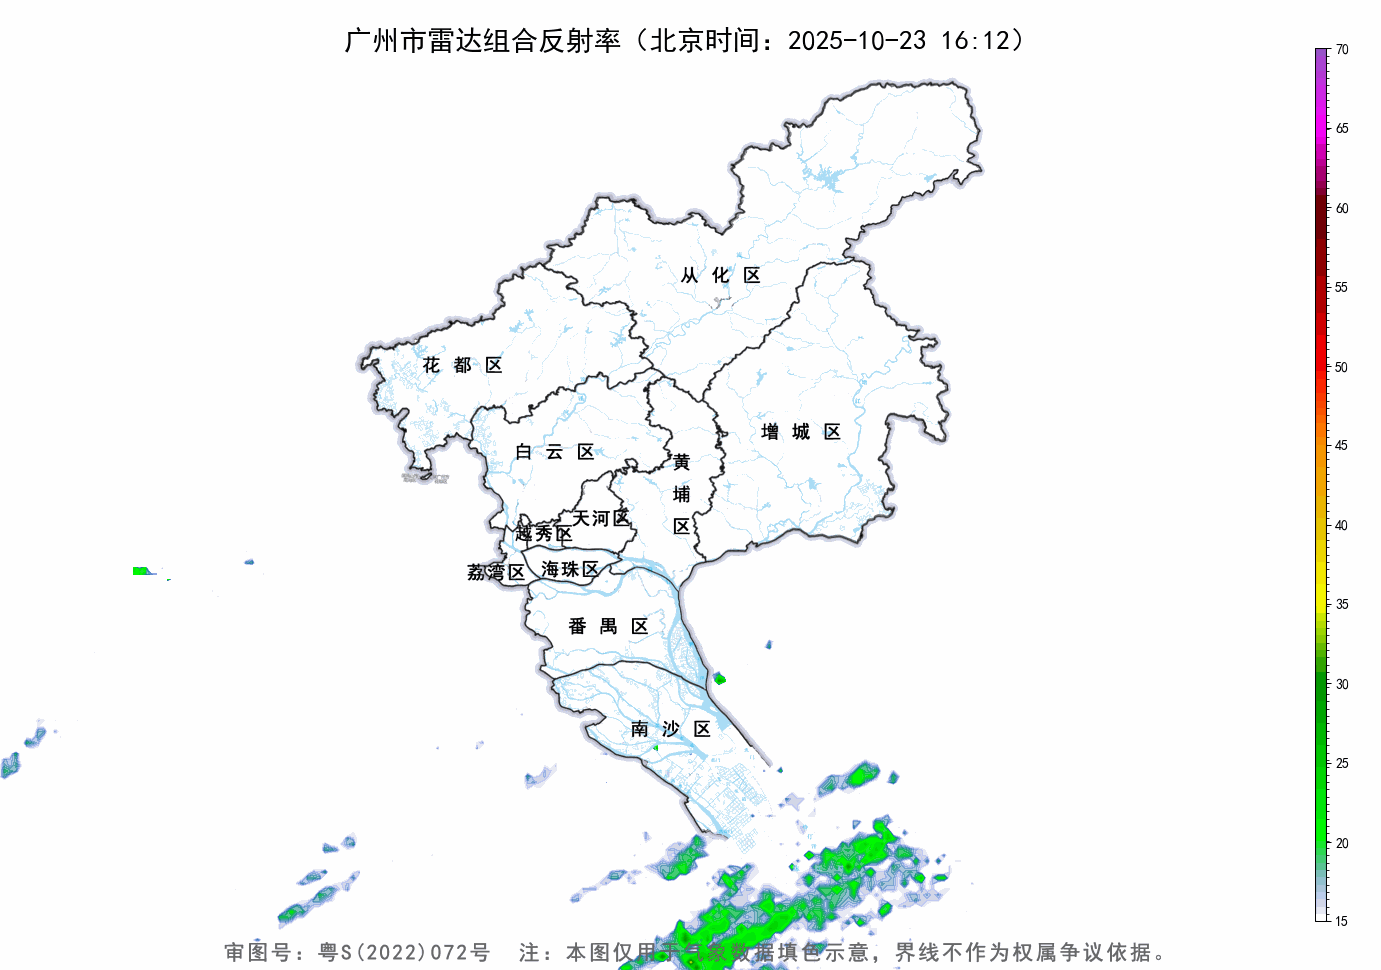 广州市雷达组合反射率（北京时间：2025-10-23 16:12）
70
65
60
55
50
45
40
35
30
25
20
15
从化区
花都区
增城区
白云区
黄埔区
天河区
越秀区
荔湾区
海珠区
番禺区
南沙区
审图号：粤S(2022)072号 注：本图仅用于气象数据填色示意，界线不作为权属争议依据。